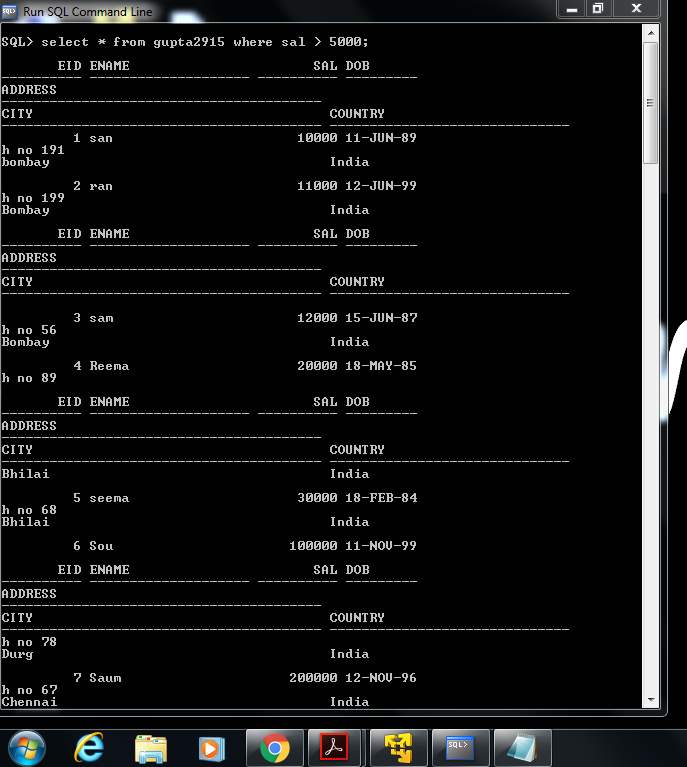 Run SQL Command Line
SQL> select * from gupta2915 where sal > 5000;
EID ENAME SAL DOB
ADDRESS
CITY COUNTRY
1 san 10000 11-JUN-89
h no 191
bombay India
2 ran 11000 12-JUN-99
h no 199
Bombay India
EID ENAME SAL DOB
ADDRESS
CITY COUNTRY
3 sam 12000 15-JUN-87
h no 56
Bombay India
4 Reema 20000 18-MAY-85
h no 89
EID ENAME SAL DOB
ADDRESS
CITY COUNTRY
Bhilai India
5 seema 30000 18-FEB-84
h no 68
Bhilai India
6 Sou 100000 11-NOV-99
EID ENAME SAL DOB
ADDRESS
CITY COUNTRY
h no 78
Durg India
7 Saum 200000 12-NOV-96
h no 67
Chennai India
SQL>